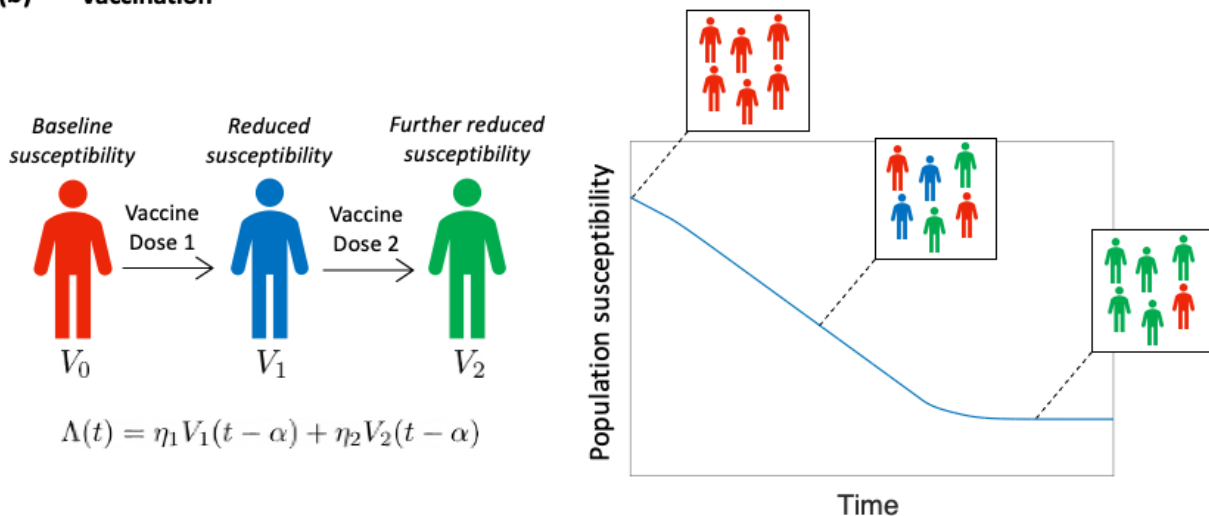 (b) Vaccination
Baseline
susceptibility
Reduced
susceptibility
Further reduced
susceptibility
Vaccine
Dose 1
Vaccine
Dose 2
V₀
V₁
V₂
Λ(t) = η₁V₁(t − α) + η₂V₂(t − α)
Population susceptibility
Time